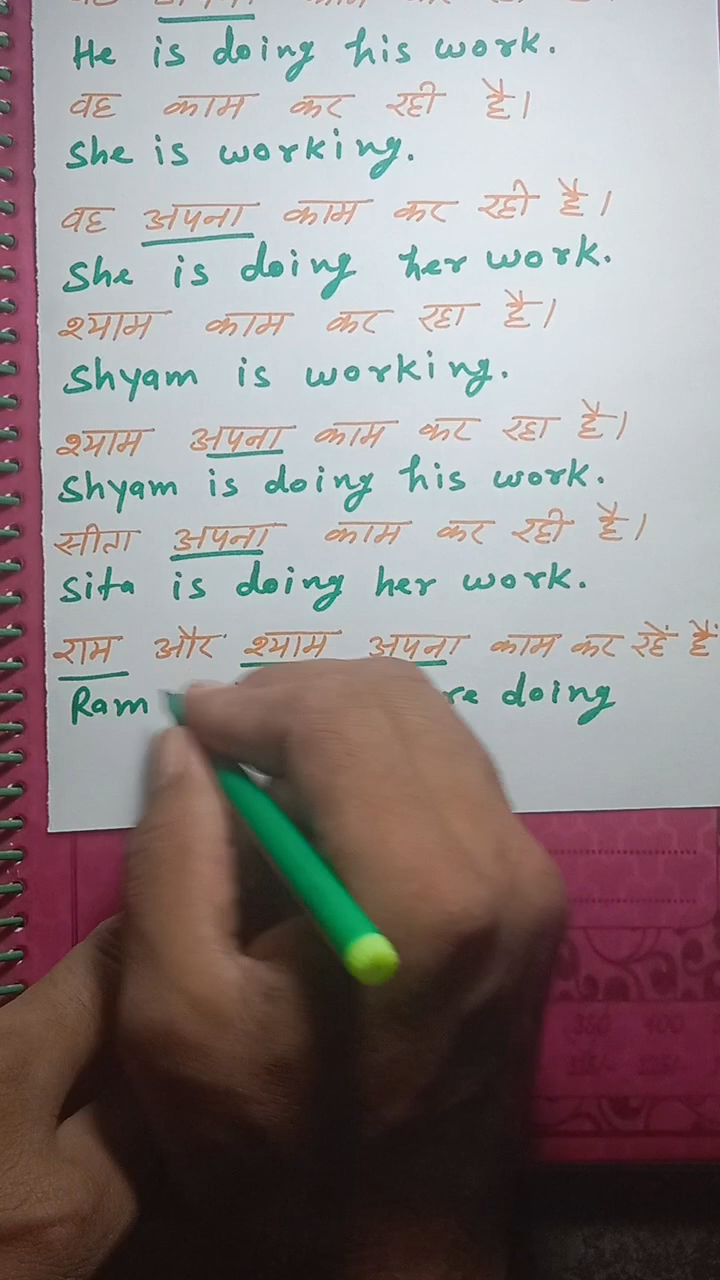 He is doing his work.
वह काम कर रही है।
She is working.
वह अपना काम कर रही है।
She is doing her work.
श्याम काम कर रहा है।
Shyam is working.
श्याम अपना काम कर रहा है।
Shyam is doing his work.
सीता अपना काम कर रही है।
Sita is doing her work.
राम और श्याम अपना काम कर रहें हैं
Ram doing